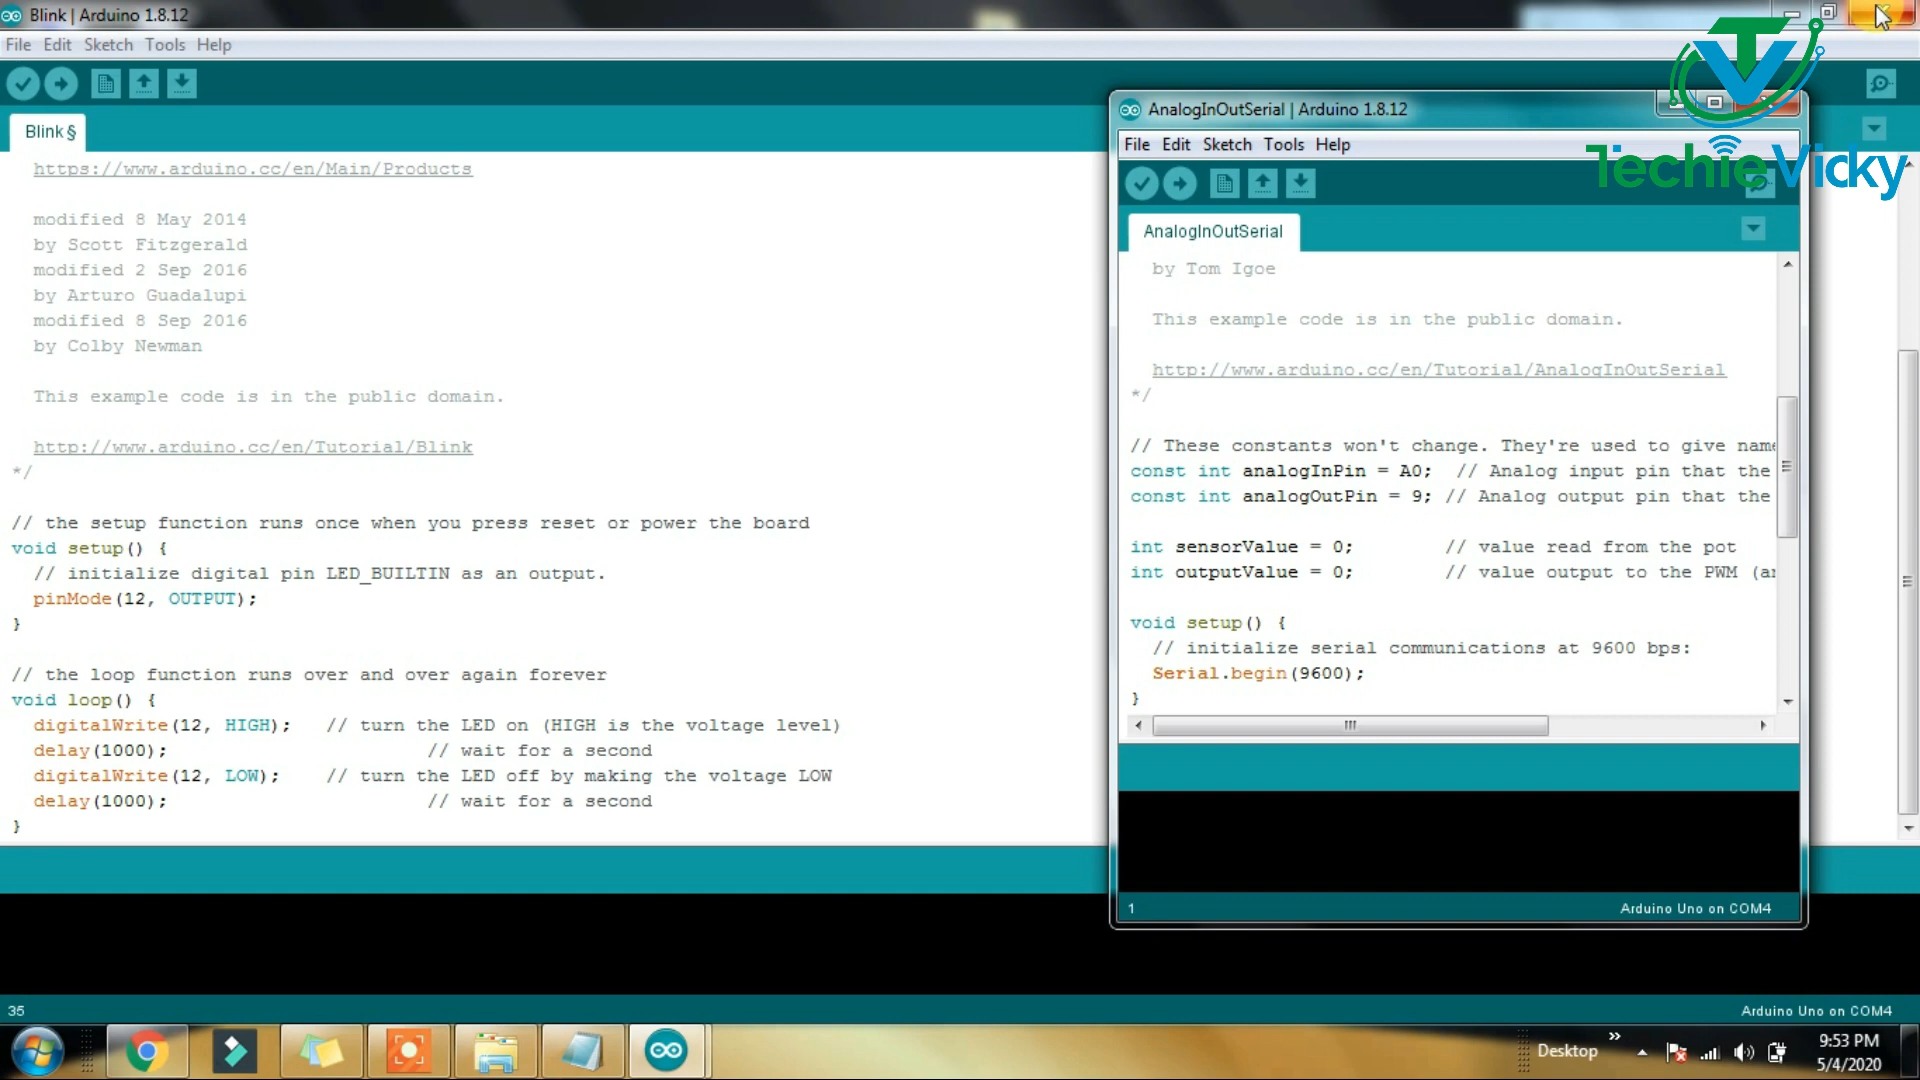 Blink | Arduino 1.8.12
File Edit Sketch Tools Help
Blink §
https://www.arduino.cc/en/Main/Products
modified 8 May 2014
by Scott Fitzgerald
modified 2 Sep 2016
by Arturo Guadalupi
modified 8 Sep 2016
by Colby Newman
This example code is in the public domain.
http://www.arduino.cc/en/Tutorial/Blink
*/
// the setup function runs once when you press reset or power the board
void setup() {
// initialize digital pin LED_BUILTIN as an output.
pinMode(12, OUTPUT);
}
// the loop function runs over and over again forever
void loop() {
digitalWrite(12, HIGH);   // turn the LED on (HIGH is the voltage level)
delay(1000);                       // wait for a second
digitalWrite(12, LOW);    // turn the LED off by making the voltage LOW
delay(1000);                       // wait for a second
}
35
Arduino Uno on COM4
TV
TechieVicky
AnalogInOutSerial | Arduino 1.8.12
File Edit Sketch Tools Help
AnalogInOutSerial
by Tom Igoe
This example code is in the public domain.
http://www.arduino.cc/en/Tutorial/AnalogInOutSerial
*/
// These constants won't change. They're used to give name
const int analogInPin = A0;  // Analog input pin that the
const int analogOutPin = 9; // Analog output pin that the
int sensorValue = 0;        // value read from the pot
int outputValue = 0;        // value output to the PWM (an
void setup() {
// initialize serial communications at 9600 bps:
Serial.begin(9600);
}
1
Arduino Uno on COM4
Desktop
9:53 PM
5/4/2020